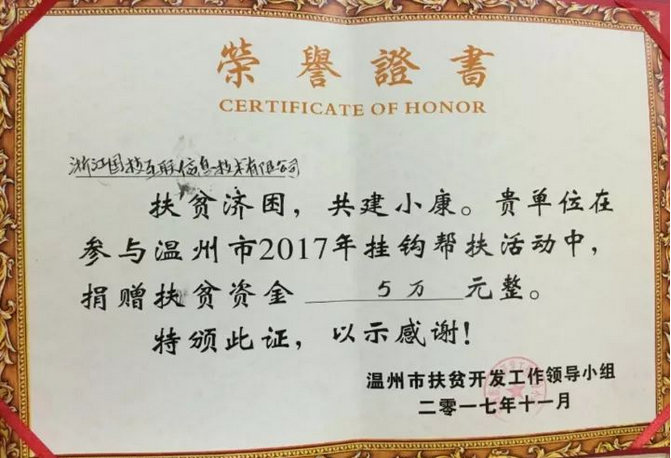 榮譽證書
CERTIFICATE OF HONOR
浙江国技互联信息技术有限公司
扶贫济困，共建小康。贵单位在
参与温州市2017年挂钩帮扶活动中，
捐赠扶贫资金 5万 元整。
特颁此证，以示感谢！
温州市扶贫开发工作领导小组
二零一七年十一月